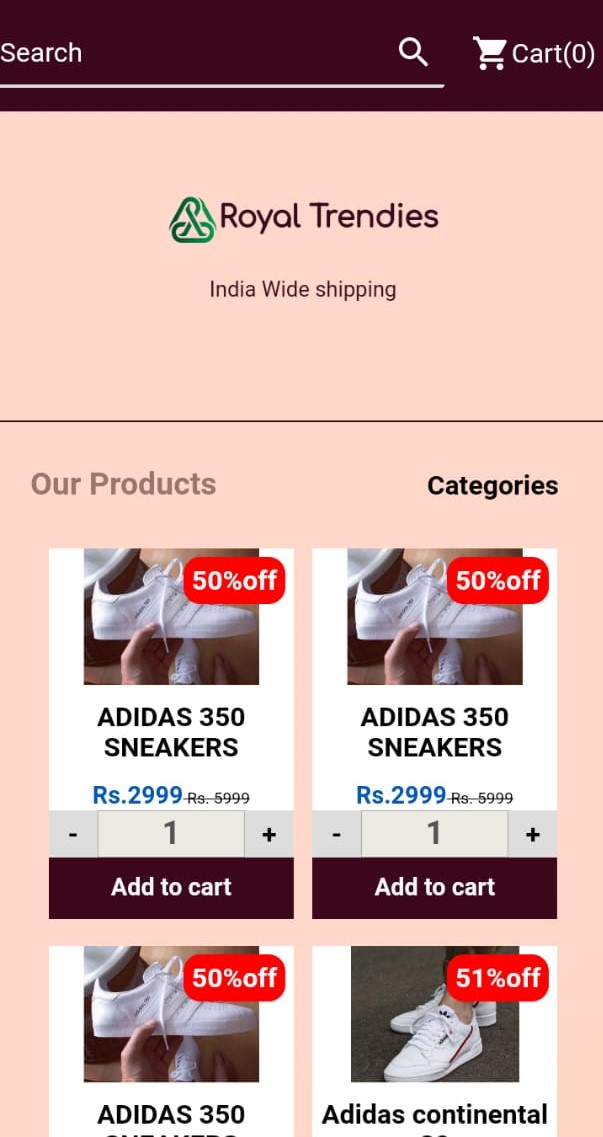 Search
Cart(0)
Royal Trendies
India Wide shipping
Our Products
Categories
50%off
50%off
ADIDAS 350
SNEAKERS
ADIDAS 350
SNEAKERS
Rs.2999 Rs. 5999
Rs.2999 Rs. 5999
- 1 +
- 1 +
Add to cart
Add to cart
50%off
51%off
ADIDAS 350
Adidas continental